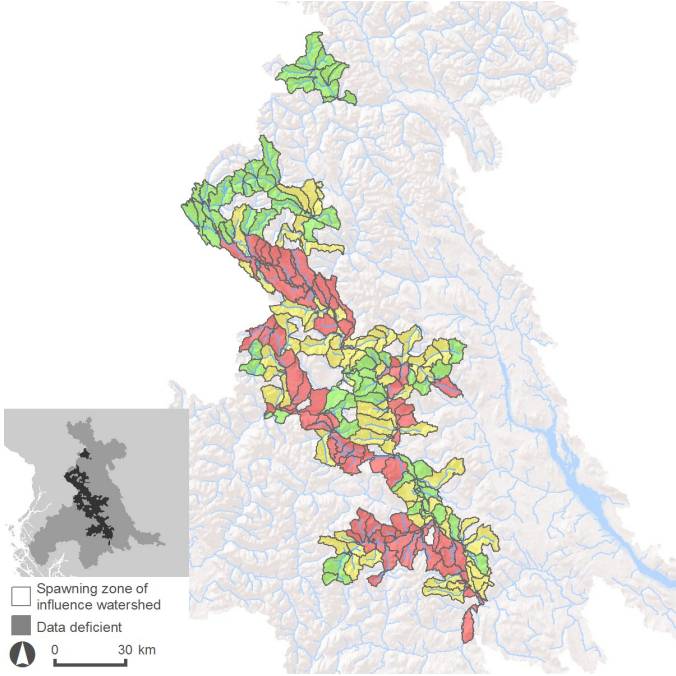 Spawning zone of
influence watershed
Data deficient
0 30 km